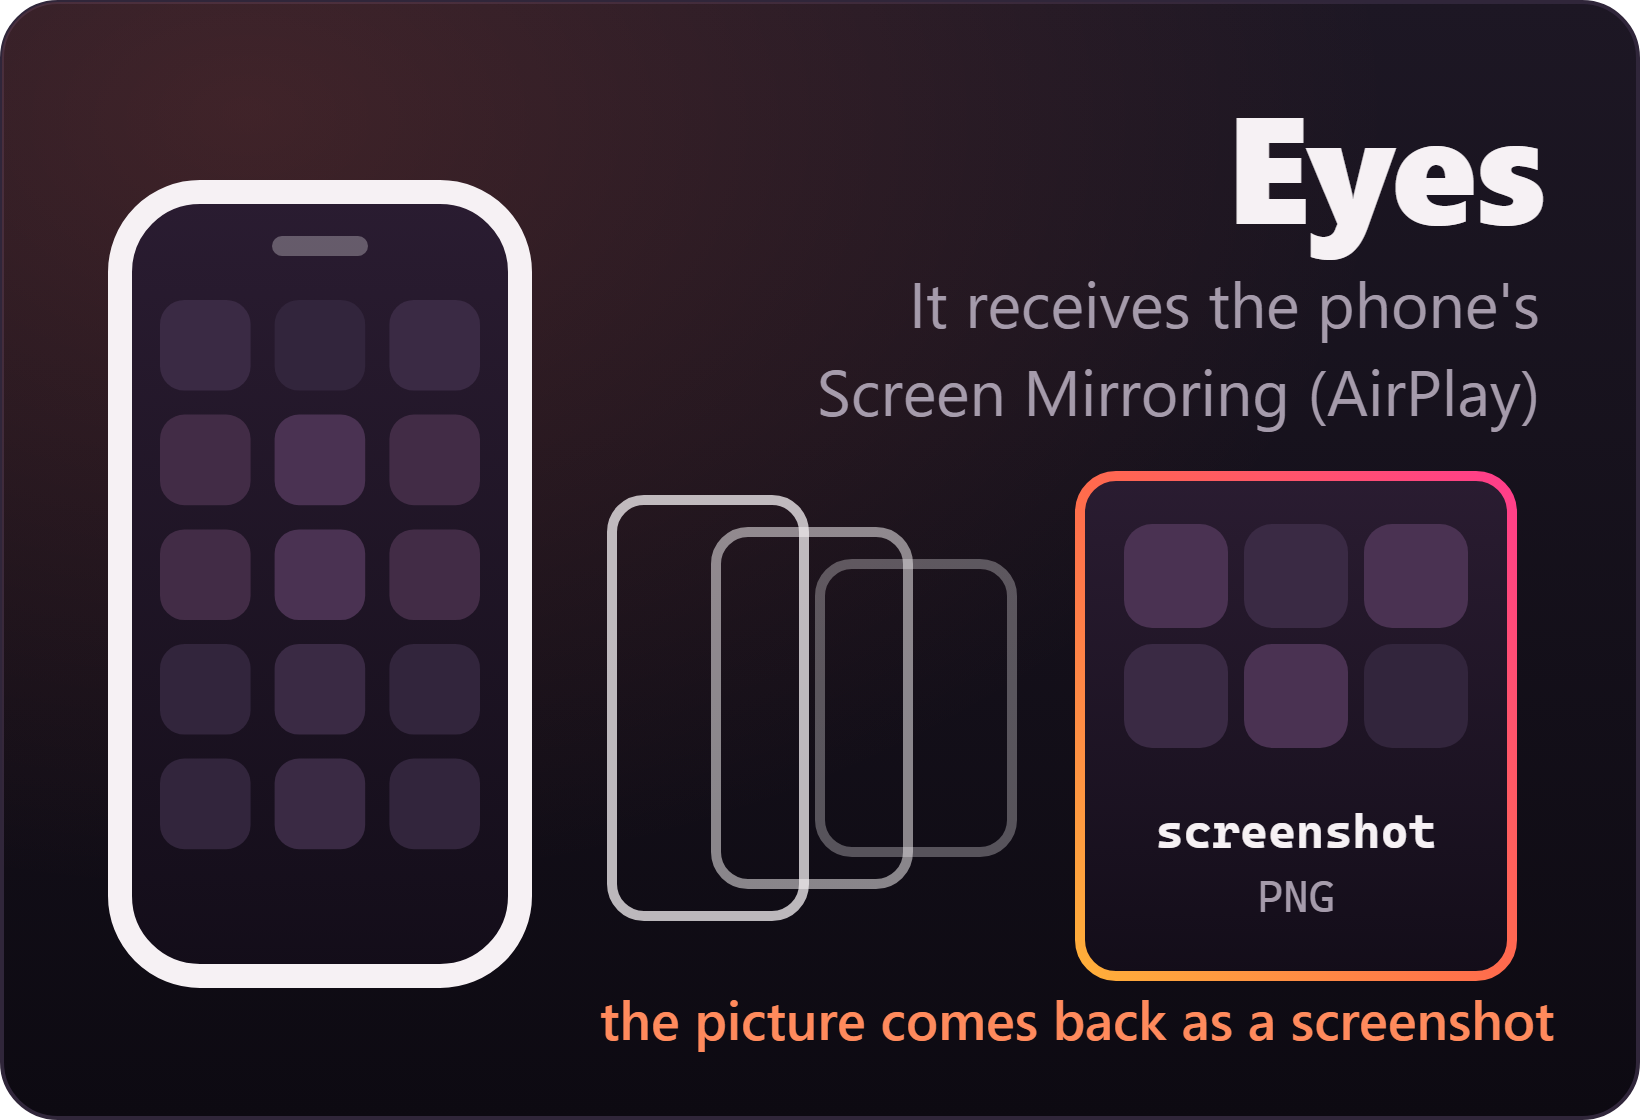 Eyes
It receives the phone's
Screen Mirroring (AirPlay)
screenshot
PNG
the picture comes back as a screenshot